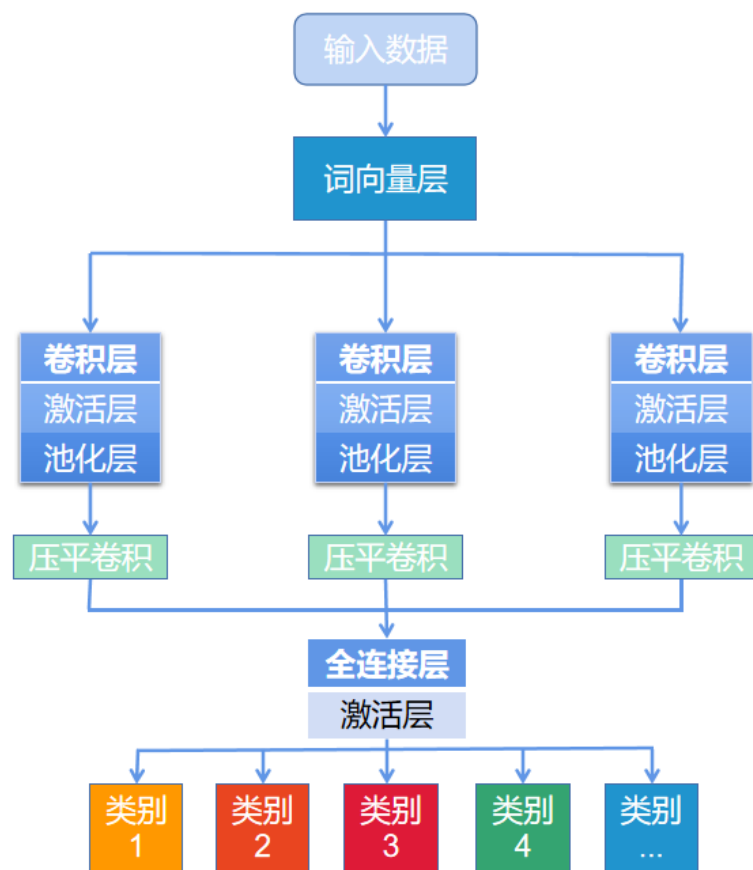 输入数据
词向量层
卷积层 卷积层 卷积层
激活层 激活层 激活层
池化层 池化层 池化层
压平卷积 压平卷积 压平卷积
全连接层
激活层
类别 类别 类别 类别 类别
1 2 3 4 ...